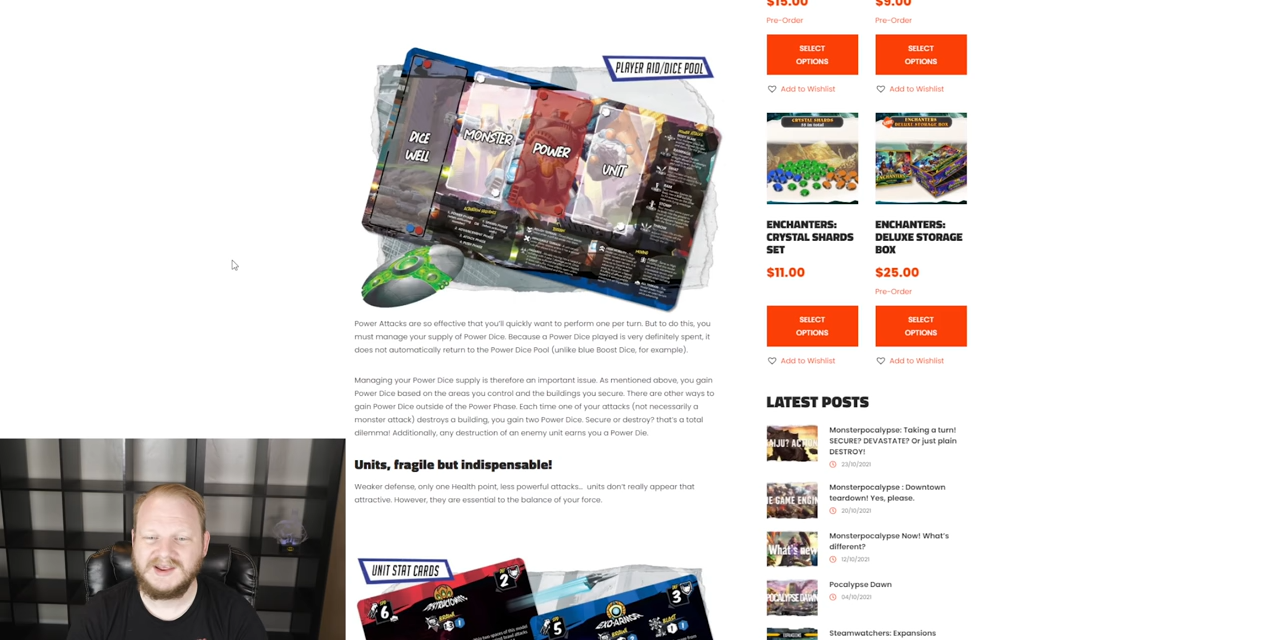 $15.00
$9.00
Pre-Order
Pre-Order
SELECT
OPTIONS
SELECT
OPTIONS
Add to Wishlist
Add to Wishlist
PLAYER AID/DICE POOL
DICE
WELL
MONSTER
POWER
UNIT
CRYSTAL SHARDS
ENCHANTERS
DELUXE STORAGE BOX
ENCHANTERS:
CRYSTAL SHARDS
SET
ENCHANTERS:
DELUXE STORAGE
BOX
$11.00
$25.00
Pre-Order
SELECT
OPTIONS
SELECT
OPTIONS
Add to Wishlist
Add to Wishlist
Power Attacks are so effective that you'll quickly want to perform one per turn. But to do this, you
must manage your supply of Power Dice. Because a Power Dice played is very definitely spent, it
does not automatically return to the Power Dice Pool (unlike blue Boost Dice, for example).
Managing your Power Dice supply is therefore an important issue. As mentioned above, you gain
Power Dice based on the areas you control and the buildings you secure. There are other ways to
gain Power Dice outside of the Power Phase. Each time one of your attacks (not necessarily a
monster attack) destroys a building, you gain two Power Dice. Secure or destroy? that's a total
dilemma! Additionally, any destruction of an enemy unit earns you a Power Die.
Units, fragile but indispensable!
Weaker defense, only one Health point, less powerful attacks... units don't really appear that
attractive. However, they are essential to the balance of your force.
UNIT STAT CARDS
2
6
3
5
EXO-ARMOR
BRAWL
BLAST
LATEST POSTS
Monsterpocalypse: Taking a turn!
SECURE? DEVASTATE? Or just plain
DESTROY!
23/10/2021
Monsterpocalypse : Downtown
teardown! Yes, please.
20/10/2021
What's new
Monsterpocalypse Now! What's
different?
12/10/2021
Pocalypse Dawn
04/10/2021
Steamwatchers: Expansions